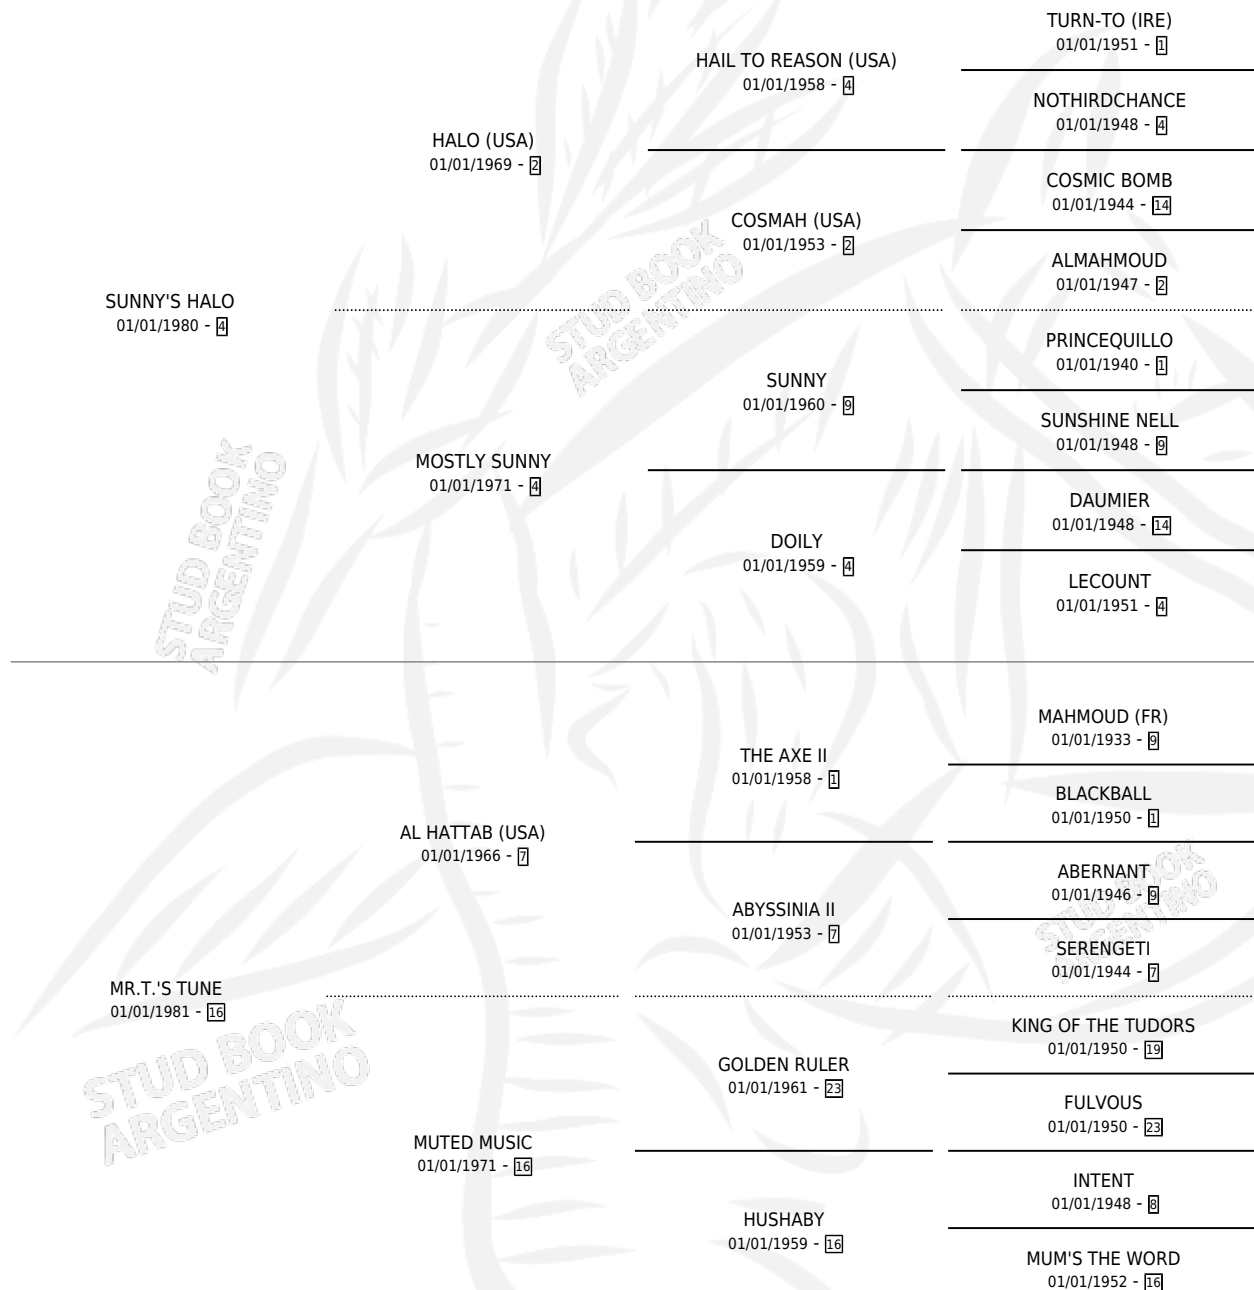 TURN-TO (IRE)
01/01/1951 - 1
HAIL TO REASON (USA)
01/01/1958 - 4
NOTHIRDCHANCE
01/01/1948 - 4
HALO (USA)
01/01/1969 - 2
COSMIC BOMB
01/01/1944 - 14
COSMAH (USA)
01/01/1953 - 2
ALMAHMOUD
01/01/1947 - 2
SUNNY'S HALO
01/01/1980 - 4
STUD BOOK
ARGENTINO
PRINCEQUILLO
01/01/1940 - 1
SUNNY
01/01/1960 - 9
SUNSHINE NELL
01/01/1948 - 9
MOSTLY SUNNY
01/01/1971 - 4
DAUMIER
01/01/1948 - 14
DOILY
01/01/1959 - 4
LECOUNT
01/01/1951 - 4
STUD BOOK
ARGENTINO
MAHMOUD (FR)
01/01/1933 - 9
THE AXE II
01/01/1958 - 1
BLACKBALL
01/01/1950 - 1
AL HATTAB (USA)
01/01/1966 - 7
ABERNANT
01/01/1946 - 9
ABYSSINIA II
01/01/1953 - 7
SERENGETI
01/01/1944 - 7
STUD BOOK
ARGENTINO
MR.T.'S TUNE
01/01/1981 - 16
KING OF THE TUDORS
01/01/1950 - 19
GOLDEN RULER
01/01/1961 - 23
FULVOUS
01/01/1950 - 23
STUD BOOK
ARGENTINO
MUTED MUSIC
01/01/1971 - 16
INTENT
01/01/1948 - 8
HUSHABY
01/01/1959 - 16
MUM'S THE WORD
01/01/1952 - 16